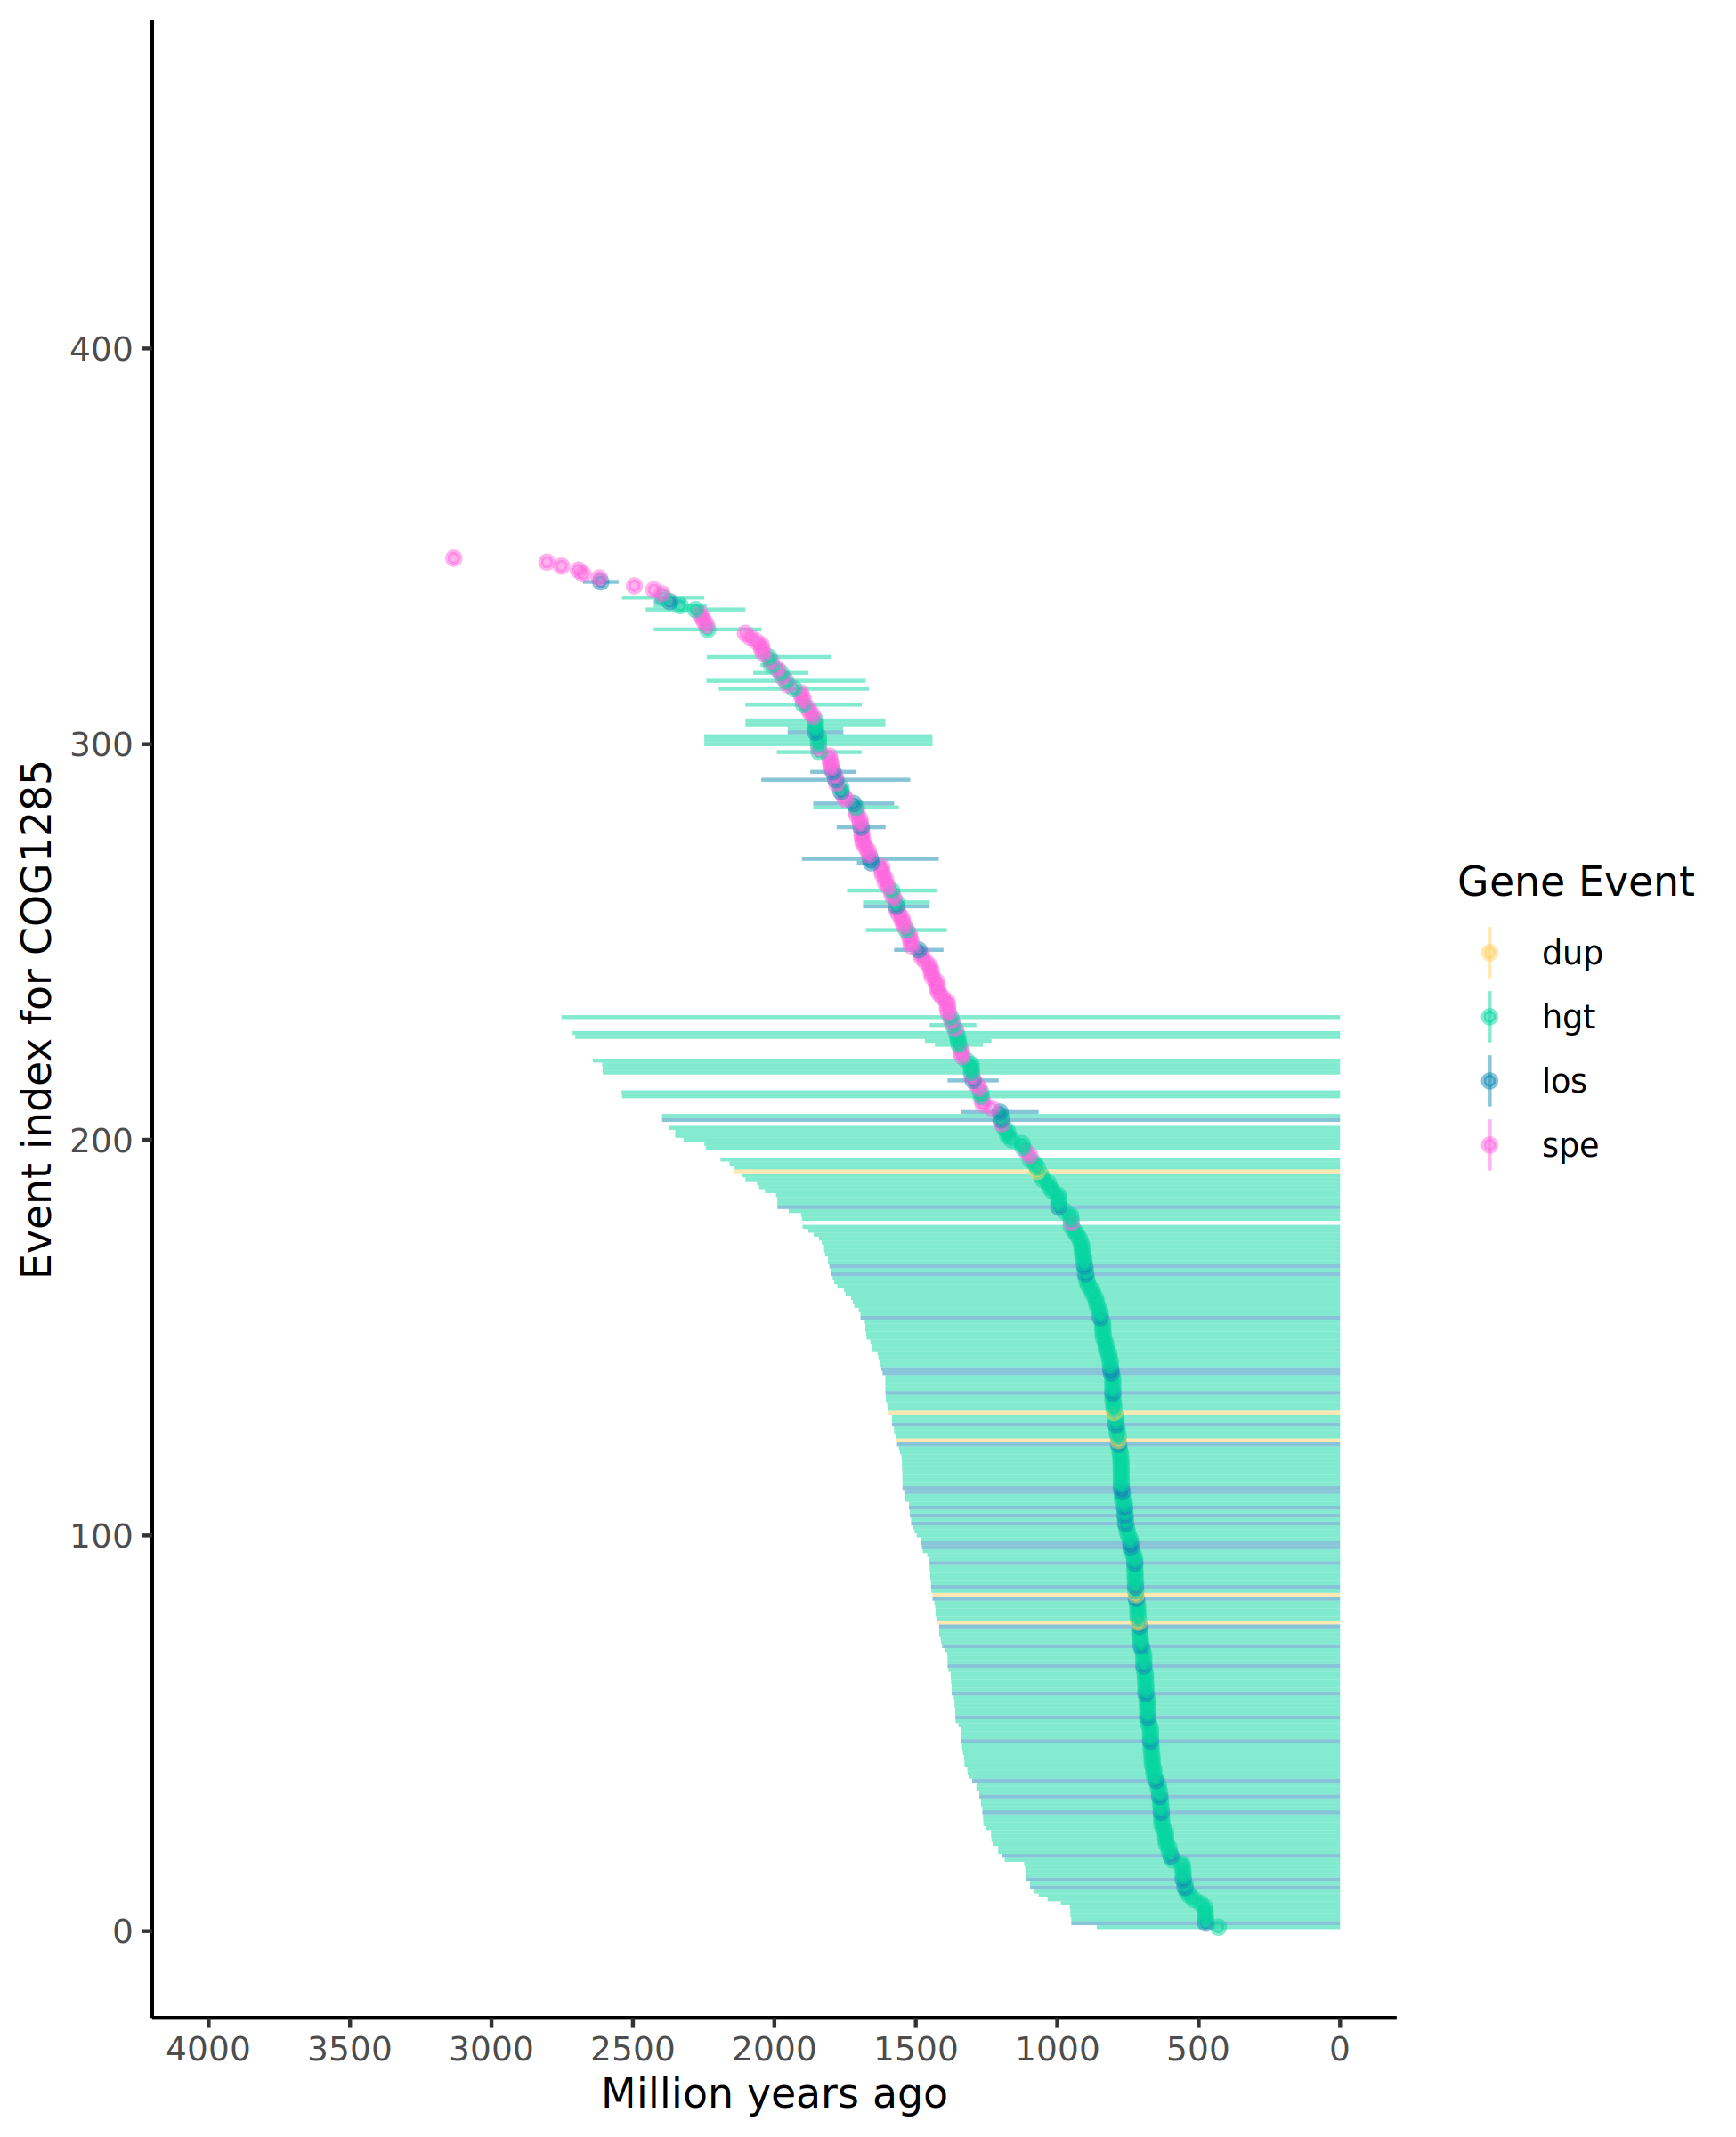 Event index for COG1285
400
300
200
100
0
4000 3500 3000 2500 2000 1500 1000 500 0
Million years ago
Gene Event
dup
hgt
los
spe